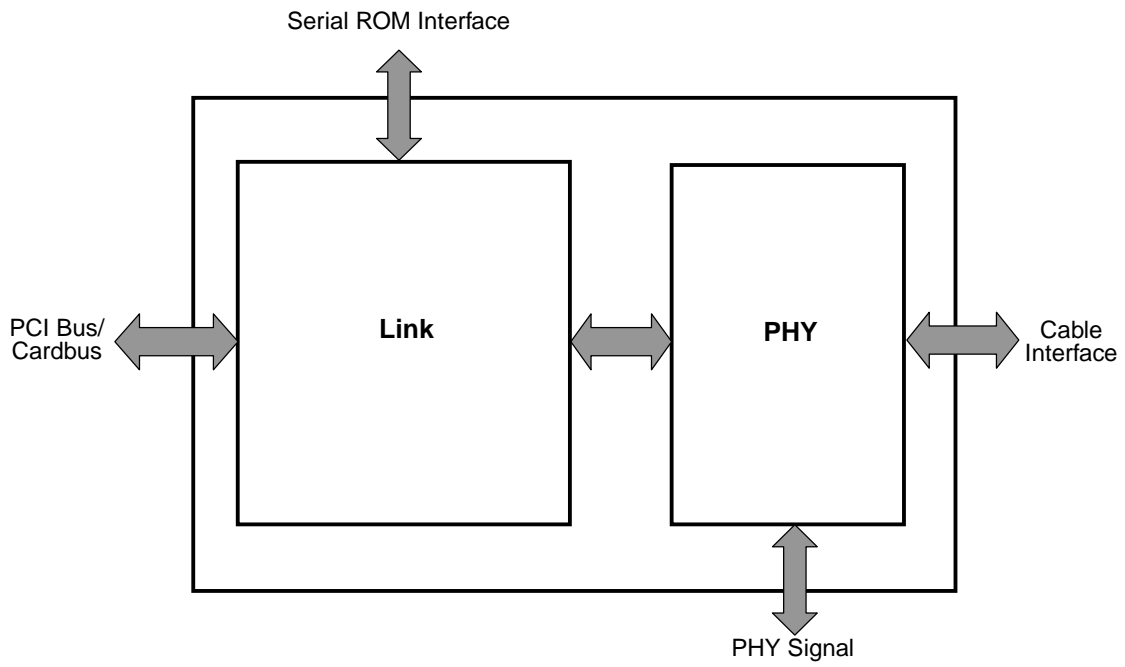 Serial ROM Interface
PCI Bus/
Cardbus
Link
PHY
Cable
Interface
PHY Signal